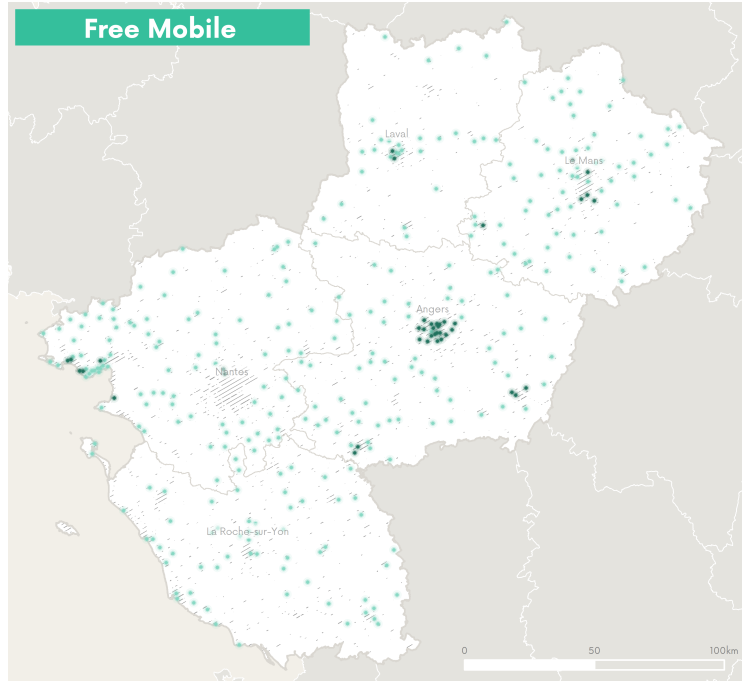 Free Mobile
Laval
Le Mans
Angers
Nantes
La Roche-sur-Yon
0 50 100km